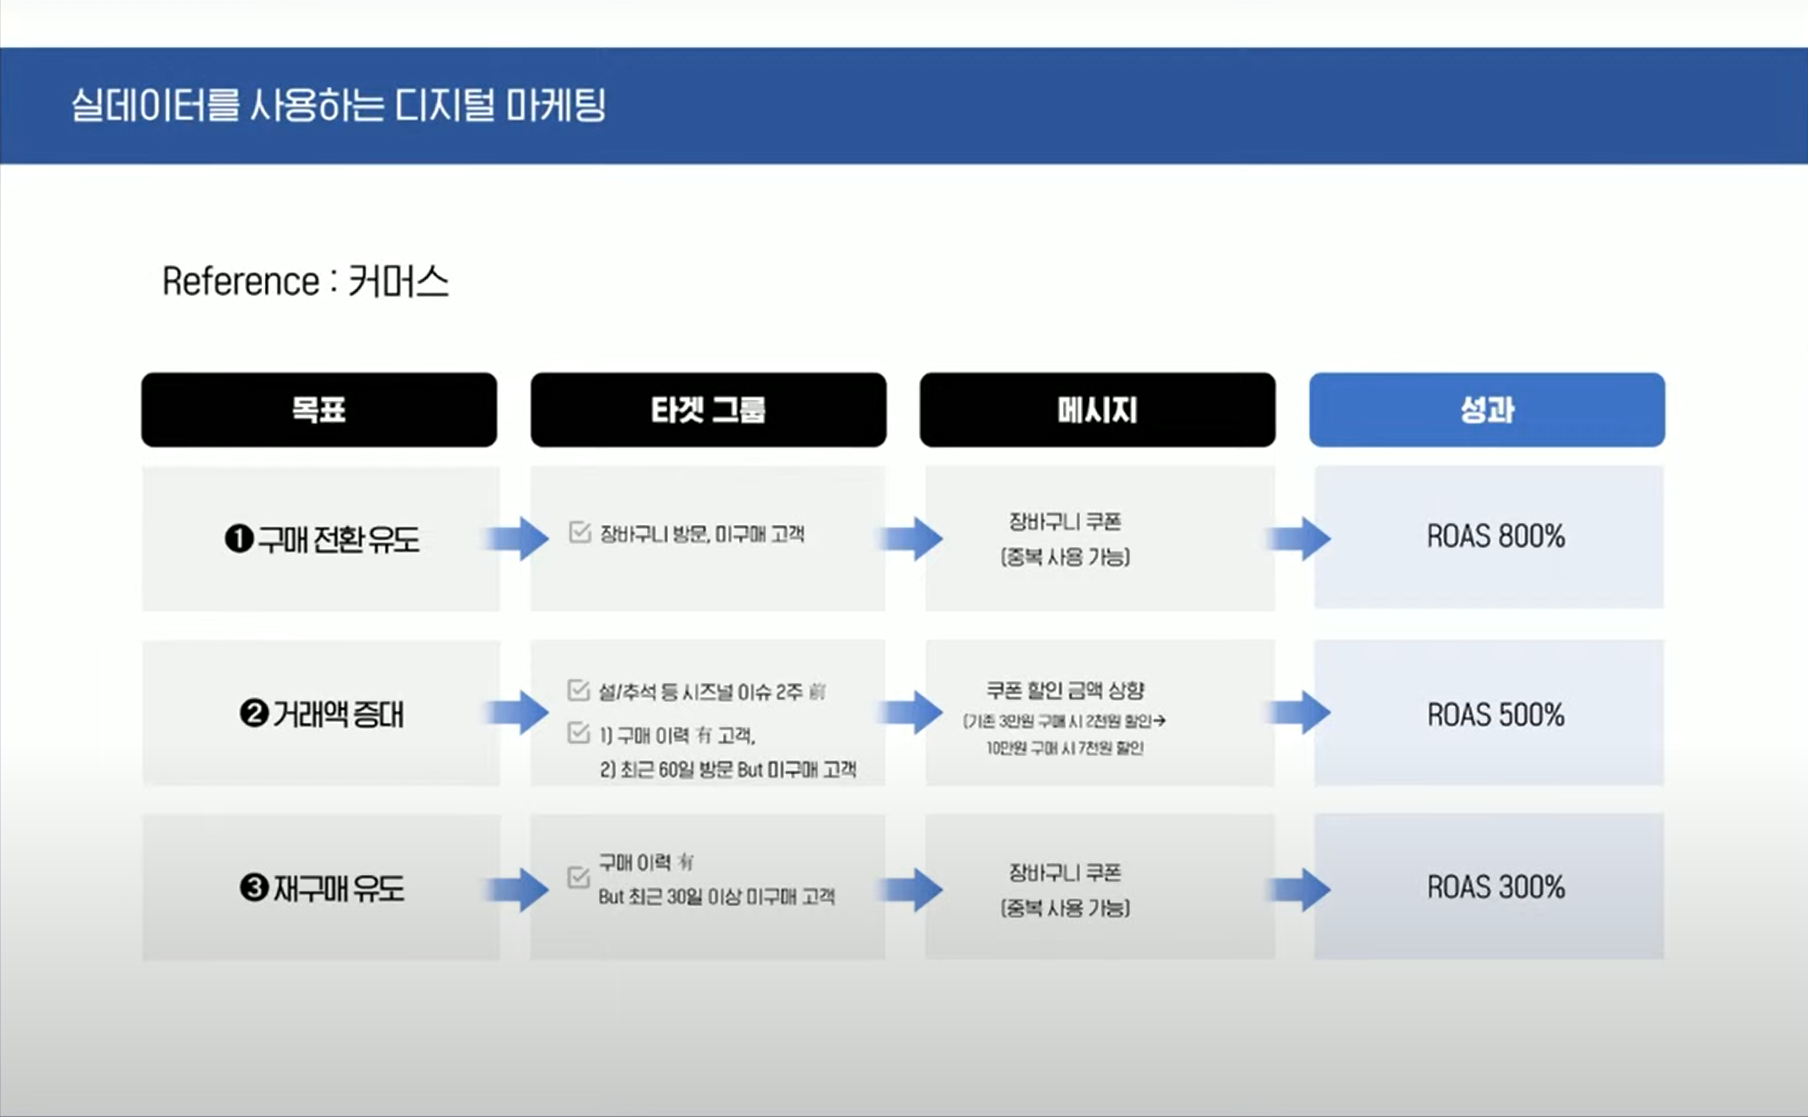 실데이터를 사용하는 디지털 마케팅
Reference : 커머스
목표
타겟 그룹
메시지
성과
❶ 구매 전환 유도
장바구니 방문, 미구매 고객
장바구니 쿠폰
(중복 사용 가능)
ROAS 800%
❷ 거래액 증대
설/추석 등 시즈널 이슈 2주 前
1) 구매 이력 有 고객,
2) 최근 60일 방문 But 미구매 고객
쿠폰 할인 금액 상향
(기존 3만원 구매 시 2천원 할인→
10만원 구매 시 7천원 할인
ROAS 500%
❸ 재구매 유도
구매 이력 有
But 최근 30일 이상 미구매 고객
장바구니 쿠폰
(중복 사용 가능)
ROAS 300%